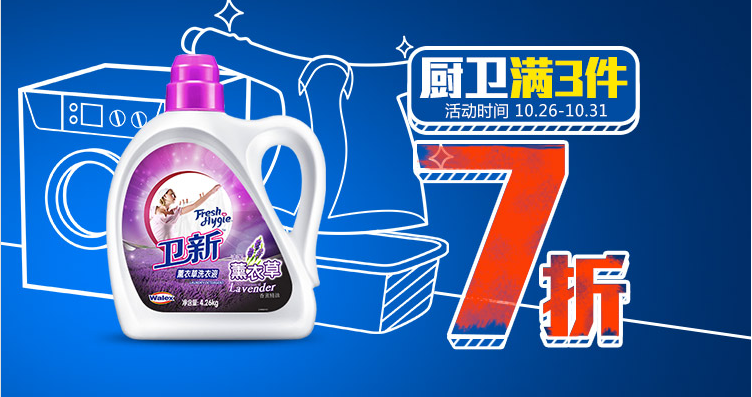 厨卫满3件
活动时间 10.26-10.31
7折
Fresh
Hygie
卫新
薰衣草洗衣液
薰衣草
Lavender
Walex
净含量: 4.26kg